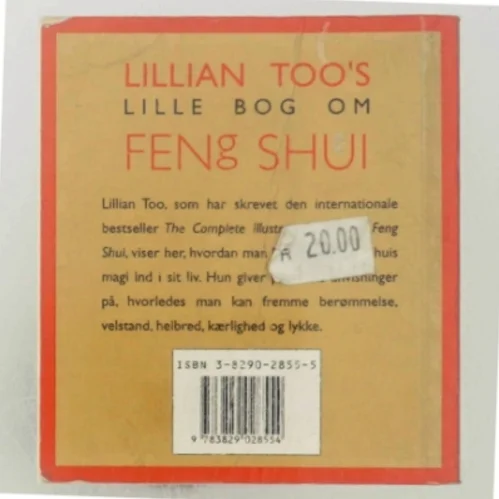 LILLIAN TOO'S
LILLE BOG OM
FENG SHUI
Lillian Too, som har skrevet den internationale
bestseller The Complete Feng
Shui, viser her, hvordan man huis
magi ind i sit liv. Hun giver
på, hvorledes man kan fremme berømmelse,
velstand, helbred, kærlighed og lykke.
20.00
ISBN 3-8290-2855-5
9 783829 028554